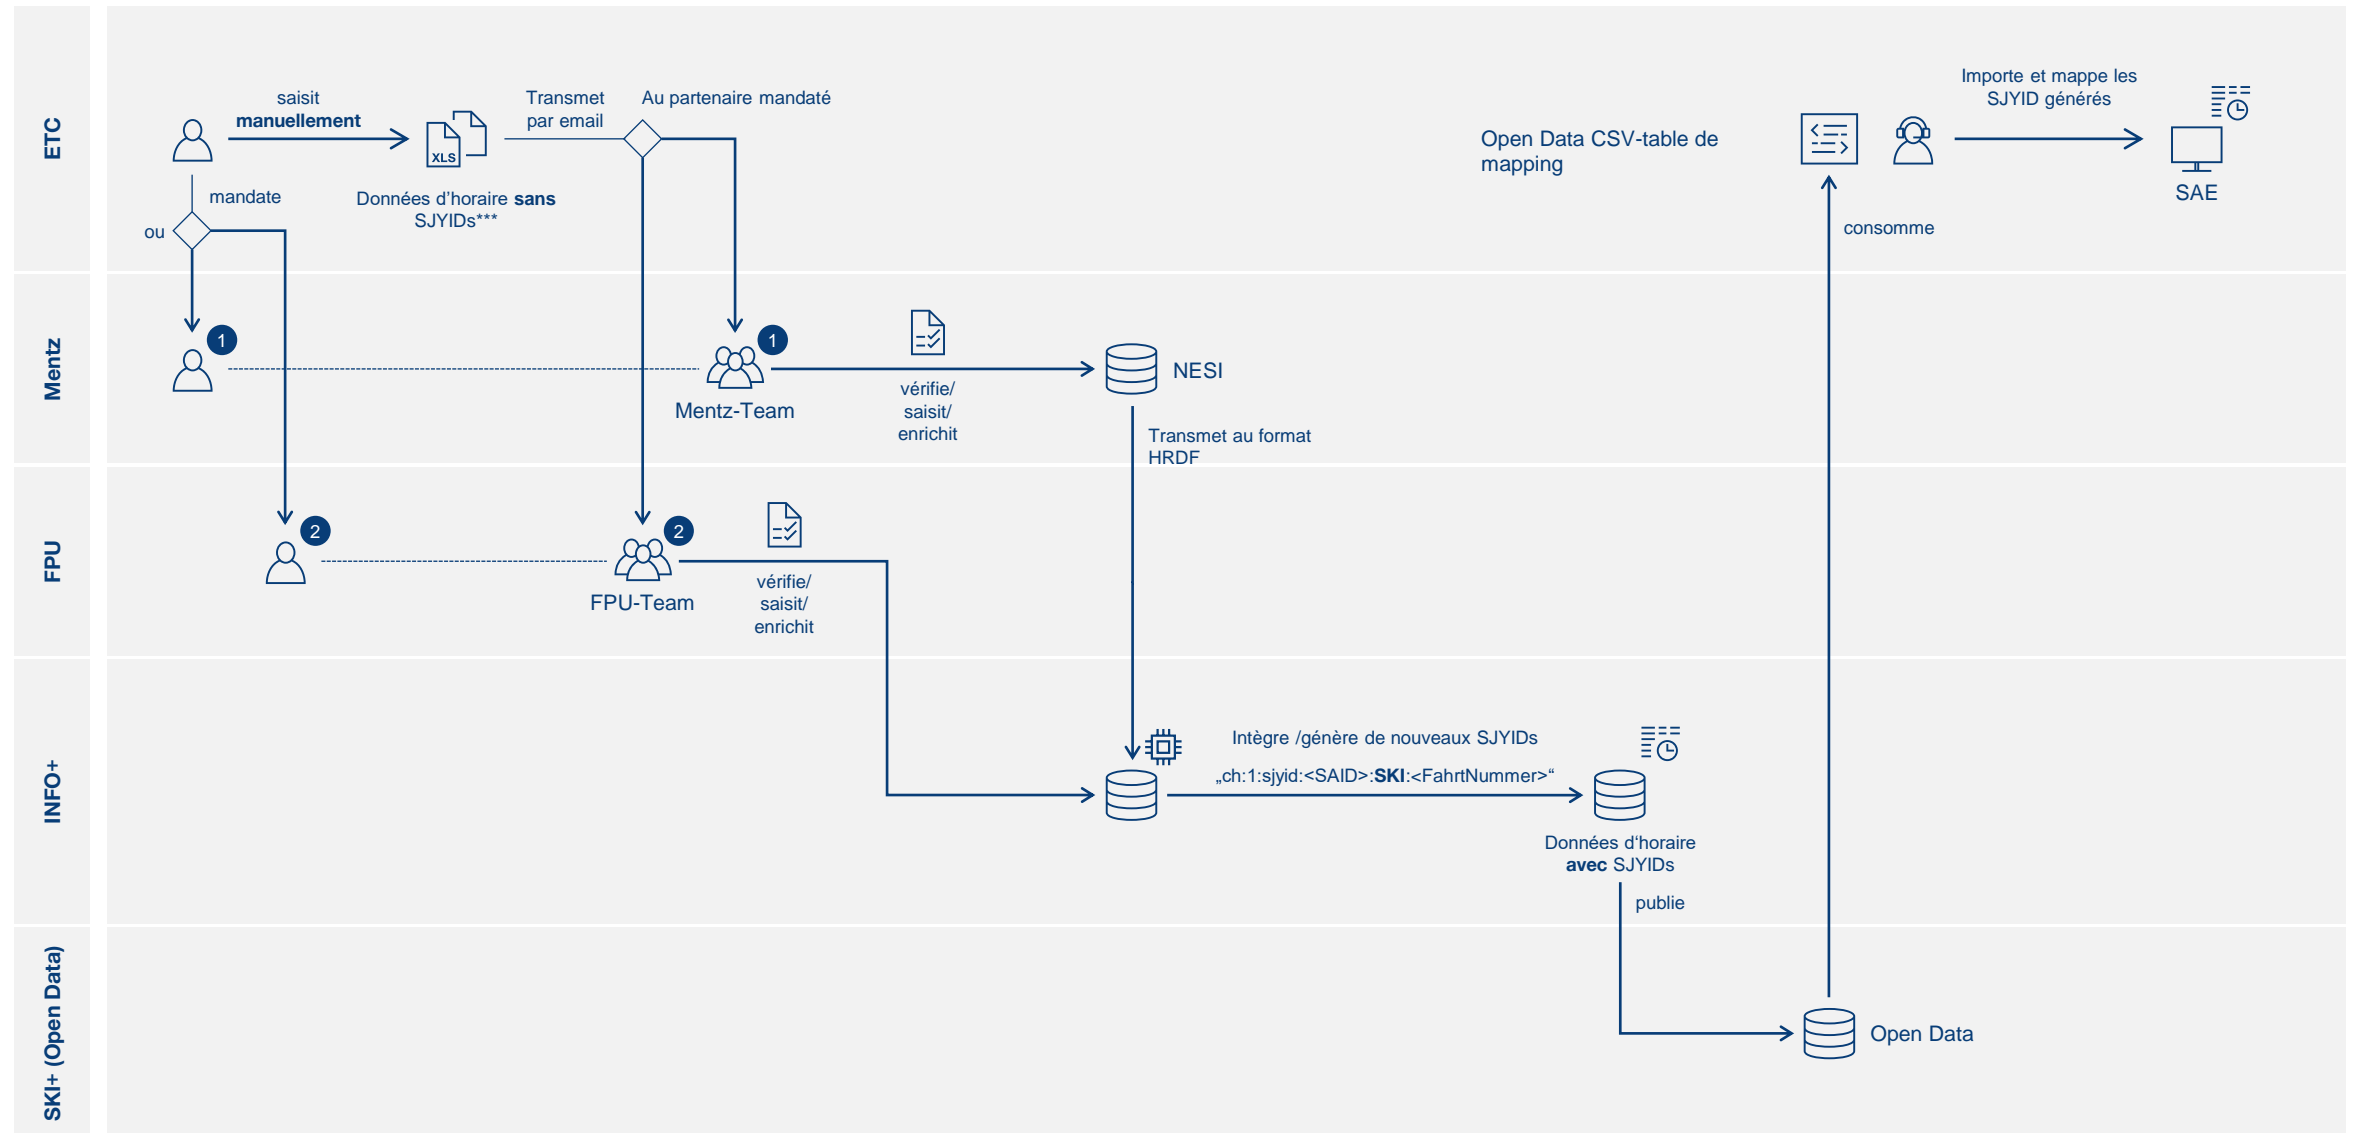 ETC
saisit
manuellement
XLS
Données d'horaire sans
SJYIDs***
Transmet
par email
Au partenaire mandaté
mandate
ou
Open Data CSV-table de
mapping
Importe et mappe les
SJYID générés
SAE
consomme
Mentz
1
1
Mentz-Team
vérifie/
saisit/
enrichit
NESI
Transmet au format
HRDF
FPU
2
2
FPU-Team
vérifie/
saisit/
enrichit
INFO+
Intègre /génère de nouveaux SJYIDs
„ch:1:sjyid:<SAID>:SKI:<FahrtNummer>“
Données d‘horaire
avec SJYIDs
publie
SKI+ (Open Data)
Open Data